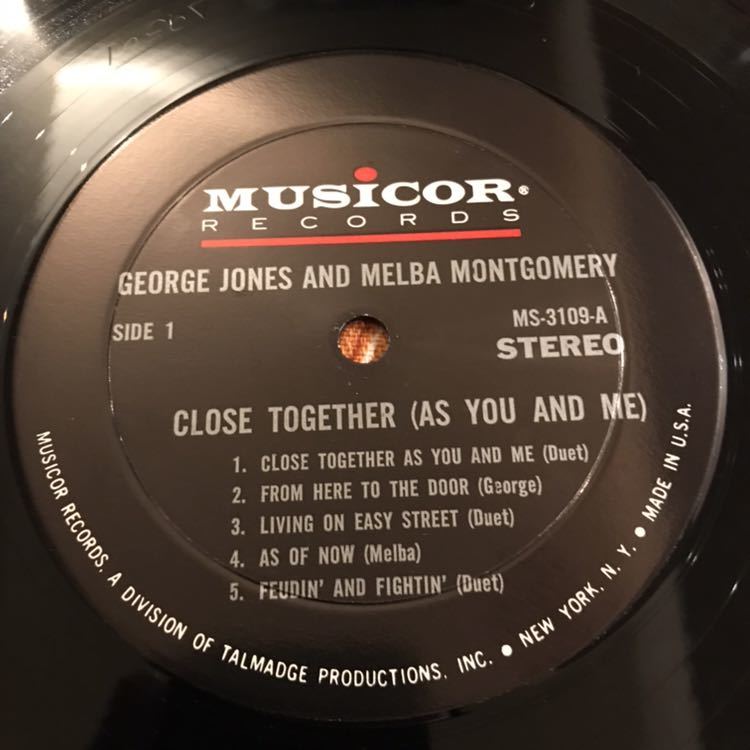 MUSICOR®
RECORDS
GEORGE JONES AND MELBA MONTGOMERY
SIDE 1
MS-3109-A
STEREO
CLOSE TOGETHER (AS YOU AND ME)
1. CLOSE TOGETHER AS YOU AND ME (Duet)
2. FROM HERE TO THE DOOR (George)
3. LIVING ON EASY STREET (Duet)
4. AS OF NOW (Melba)
5. FEUDIN' AND FIGHTIN' (Duet)
MUSICOR RECORDS, A DIVISION OF TALMADGE PRODUCTIONS, INC. • NEW YORK, N. Y. • MADE IN U.S.A.